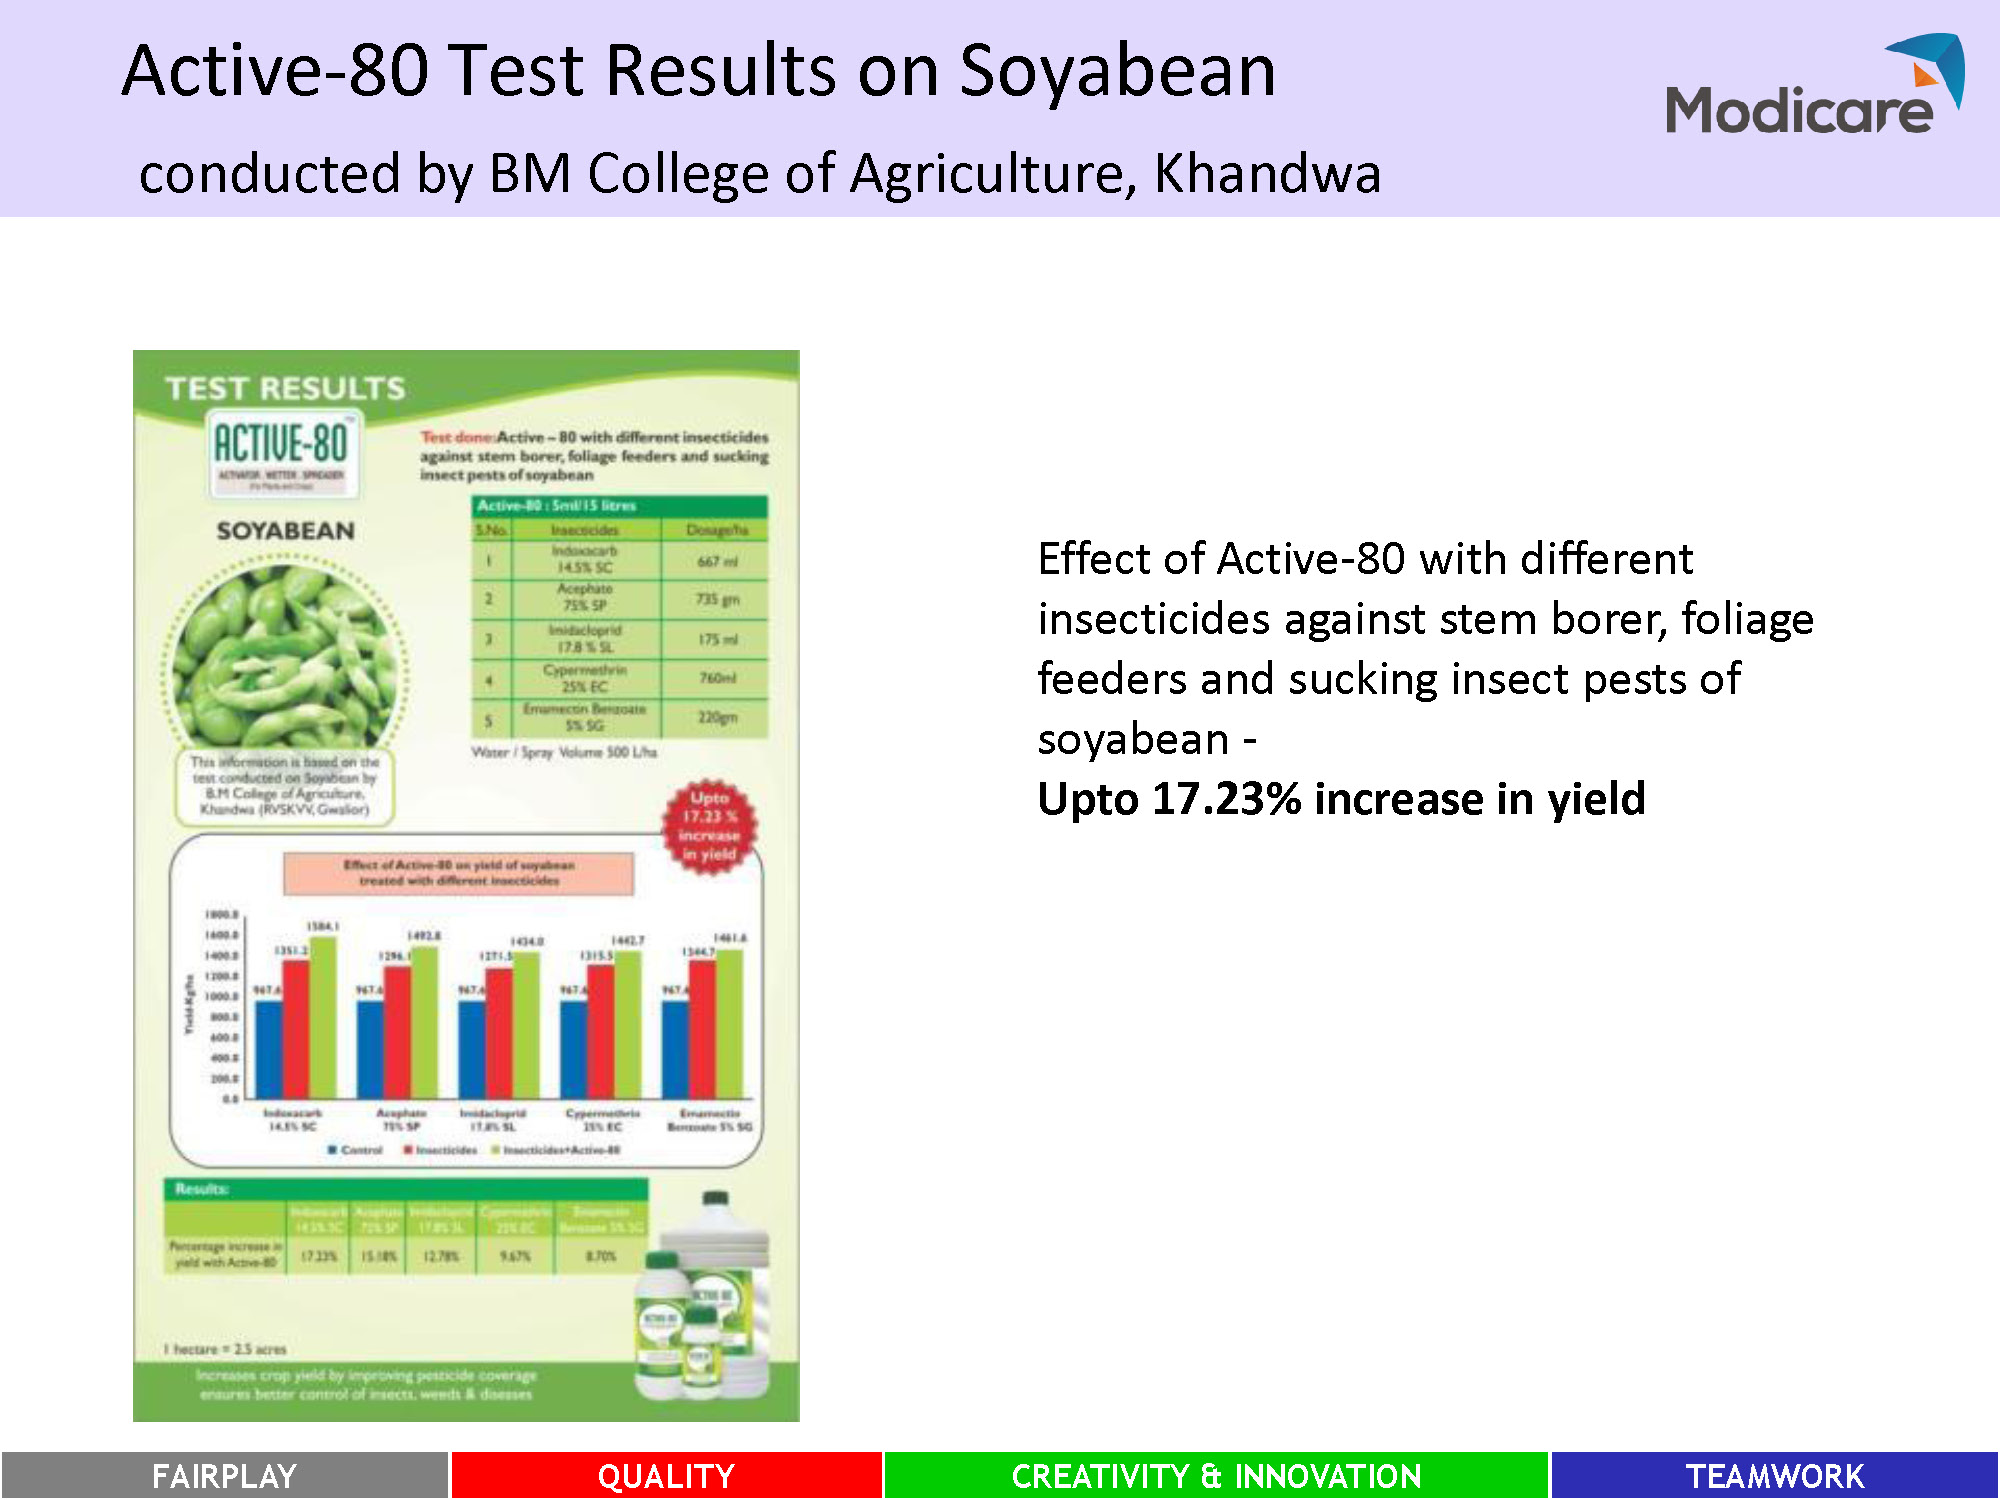 Active-80 Test Results on Soyabean
conducted by BM College of Agriculture, Khandwa
Modicare
TEST RESULTS
ACTIVE-80
ACTIVATOR WETTER SPREADER
SOYABEAN
Test done:Active – 80 with different insecticides
against stem borer, foliage feeders and sucking
insect pests of soyabean
Active-80 : 5ml/15 litres
S.No. Insecticides Dosage/ha
1 Indoxacarb 14.5% SC 667 ml
2 Acephate 75% SP 735 gm
3 Imidacloprid 17.8 % SL 175 ml
4 Cypermethrin 25% EC 760ml
5 Emamectin Benzoate 5% SG 220gm
Water / Spray Volume 500 L/ha
This information is based on the
test conducted on Soyabean by
B.M College of Agriculture,
Khandwa (RVSKVV, Gwalior)
Upto
17.23 %
increase
in yield
Effect of Active-80 on yield of soyabean
treated with different insecticides
Yield-Kg/ha
1800.0
1600.0
1400.0
1200.0
1000.0
800.0
600.0
400.0
200.0
0.0
967.6 1351.2 1584.1
967.6 1296.1 1492.8
967.6 1271.5 1434.0
967.6 1315.5 1442.7
967.6 1344.7 1461.6
Indoxacarb 14.5% SC
Acephate 75% SP
Imidacloprid 17.8% SL
Cypermethrin 25% EC
Emamectin Benzoate 5% SG
Control Insecticides Insecticides+Active-80
Results:
Indoxacarb 14.5% SC Acephate 75% SP Imidacloprid 17.8% SL Cypermethrin 25% EC Emamectin Benzoate 5% SG
Percentage increase in yield with Active-80 17.23% 15.18% 12.78% 9.67% 8.70%
ACTIVE-80
ACTIVE-80
1 hectare = 2.5 acres
Increases crop yield by improving pesticide coverage
ensures better control of insects, weeds & diseases
Effect of Active-80 with different
insecticides against stem borer, foliage
feeders and sucking insect pests of
soyabean -
Upto 17.23% increase in yield
FAIRPLAY
QUALITY
CREATIVITY & INNOVATION
TEAMWORK